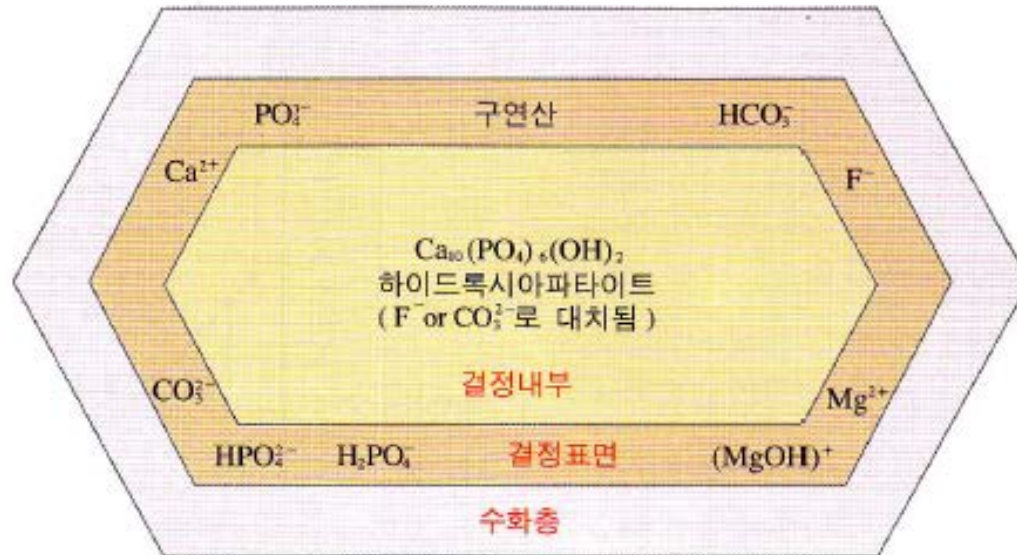 PO₄³⁻ 구연산 HCO₃⁻
Ca²⁺ F⁻
Ca₁₀(PO₄)₆(OH)₂
하이드록시아파타이트
( F⁻ or CO₃²⁻로 대치됨 )
걸정내부
CO₃²⁻ Mg²⁺
HPO₄²⁻ H₂PO₄⁻ 결정표면 (MgOH)⁺
수화층